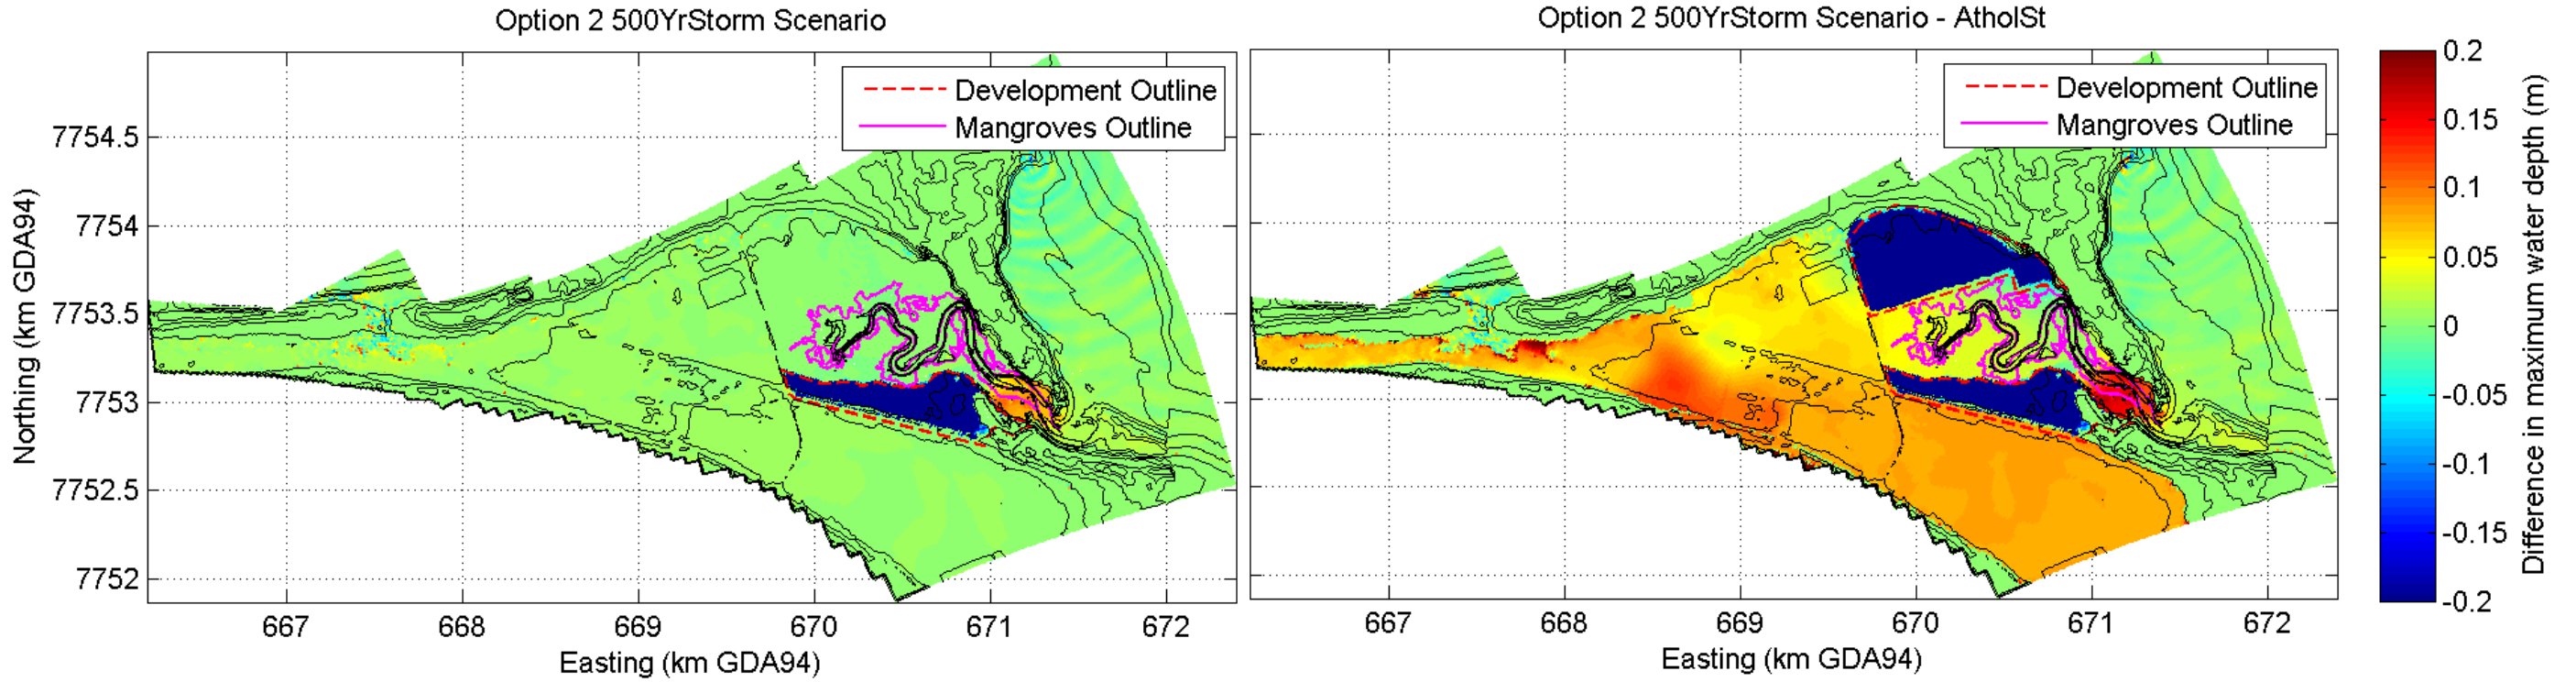 Option 2 500YrStorm Scenario
Development Outline
Mangroves Outline
7754.5
7754
7753.5
7753
7752.5
7752
Northing (km GDA94)
667 668 669 670 671 672
Easting (km GDA94)
Option 2 500YrStorm Scenario - AtholSt
Development Outline
Mangroves Outline
667 668 669 670 671 672
Easting (km GDA94)
0.2
0.15
0.1
0.05
0
-0.05
-0.1
-0.15
-0.2
Difference in maximum water depth (m)